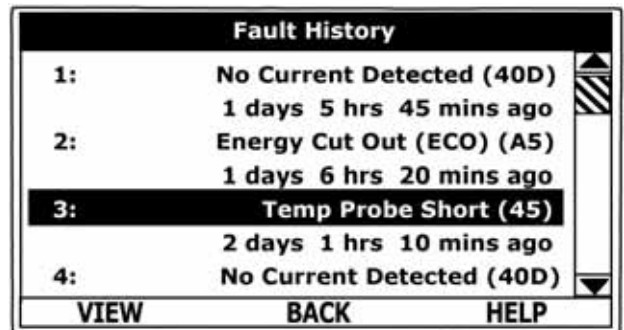 Fault History
1: No Current Detected (40D)
1 days 5 hrs 45 mins ago
2: Energy Cut Out (ECO) (A5)
1 days 6 hrs 20 mins ago
3: Temp Probe Short (45)
2 days 1 hrs 10 mins ago
4: No Current Detected (40D)
VIEW BACK HELP